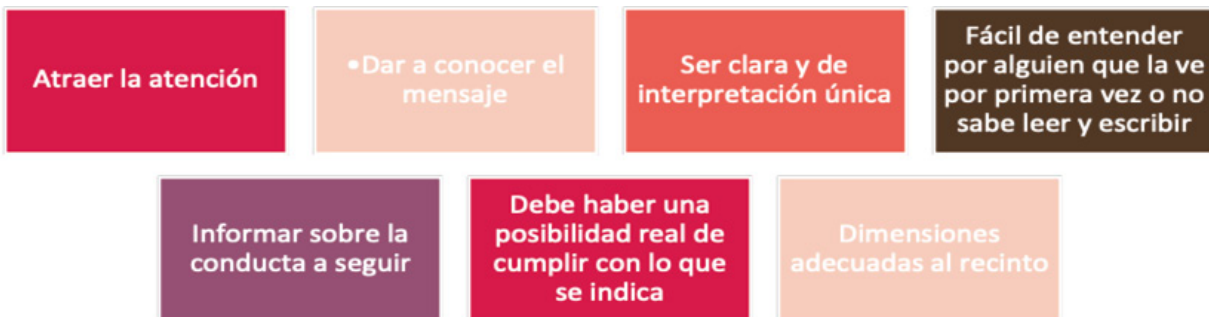 Atraer la atención
•Dar a conocer el
mensaje
Ser clara y de
interpretación única
Fácil de entender
por alguien que la ve
por primera vez o no
sabe leer y escribir
Informar sobre la
conducta a seguir
Debe haber una
posibilidad real de
cumplir con lo que
se indica
Dimensiones
adecuadas al recinto